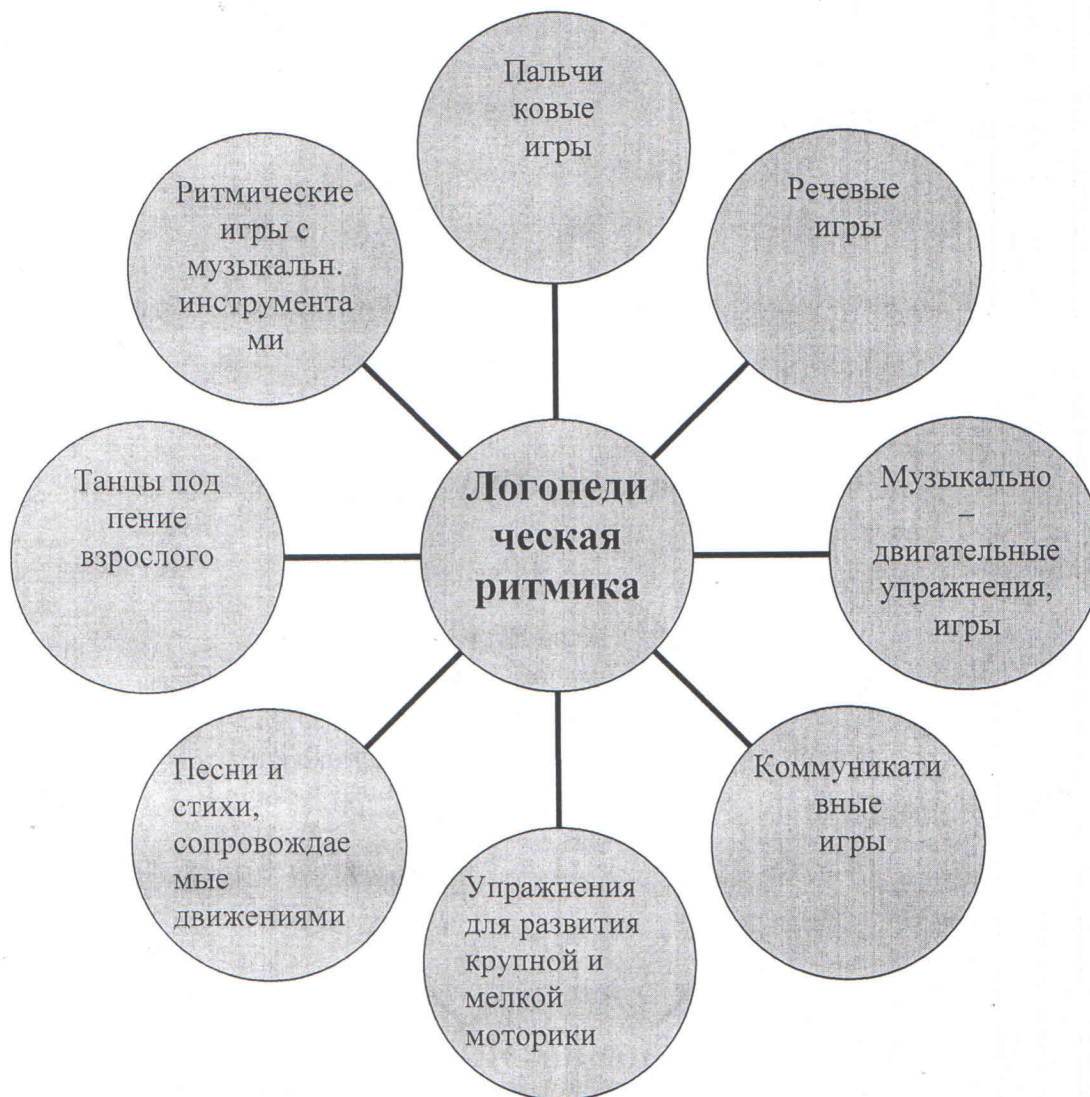 Пальчи
ковые
игры
Речевые
игры
Музыкально
–
двигательные
упражнения,
игры
Коммуникати
вные
игры
Упражнения
для развития
крупной и
мелкой
моторики
Песни и
стихи,
сопровождае
мые
движениями
Танцы под
пение
взрослого
Ритмические
игры с
музыкальн.
инструмента
ми
Логопеди
ческая
ритмика